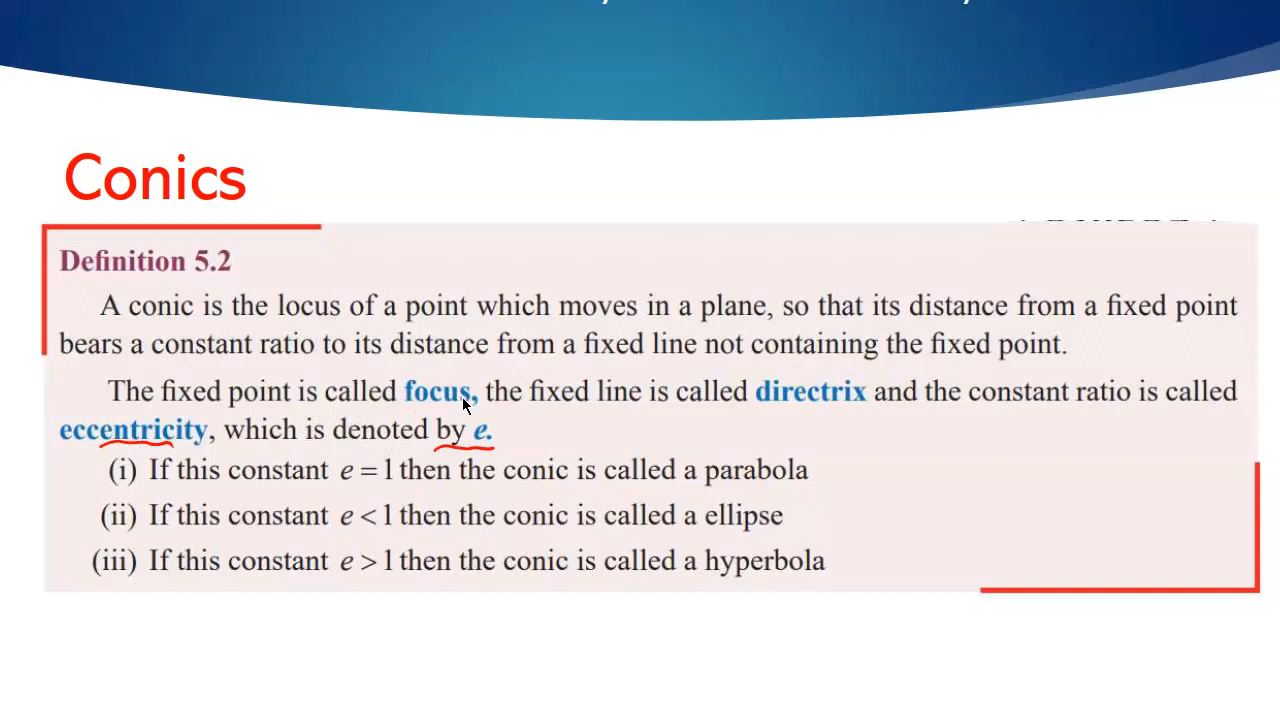 Conics
Definition 5.2
A conic is the locus of a point which moves in a plane, so that its distance from a fixed point
bears a constant ratio to its distance from a fixed line not containing the fixed point.
The fixed point is called focus, the fixed line is called directrix and the constant ratio is called
eccentricity, which is denoted by e.
(i) If this constant e = 1 then the conic is called a parabola
(ii) If this constant e < 1 then the conic is called a ellipse
(iii) If this constant e > 1 then the conic is called a hyperbola